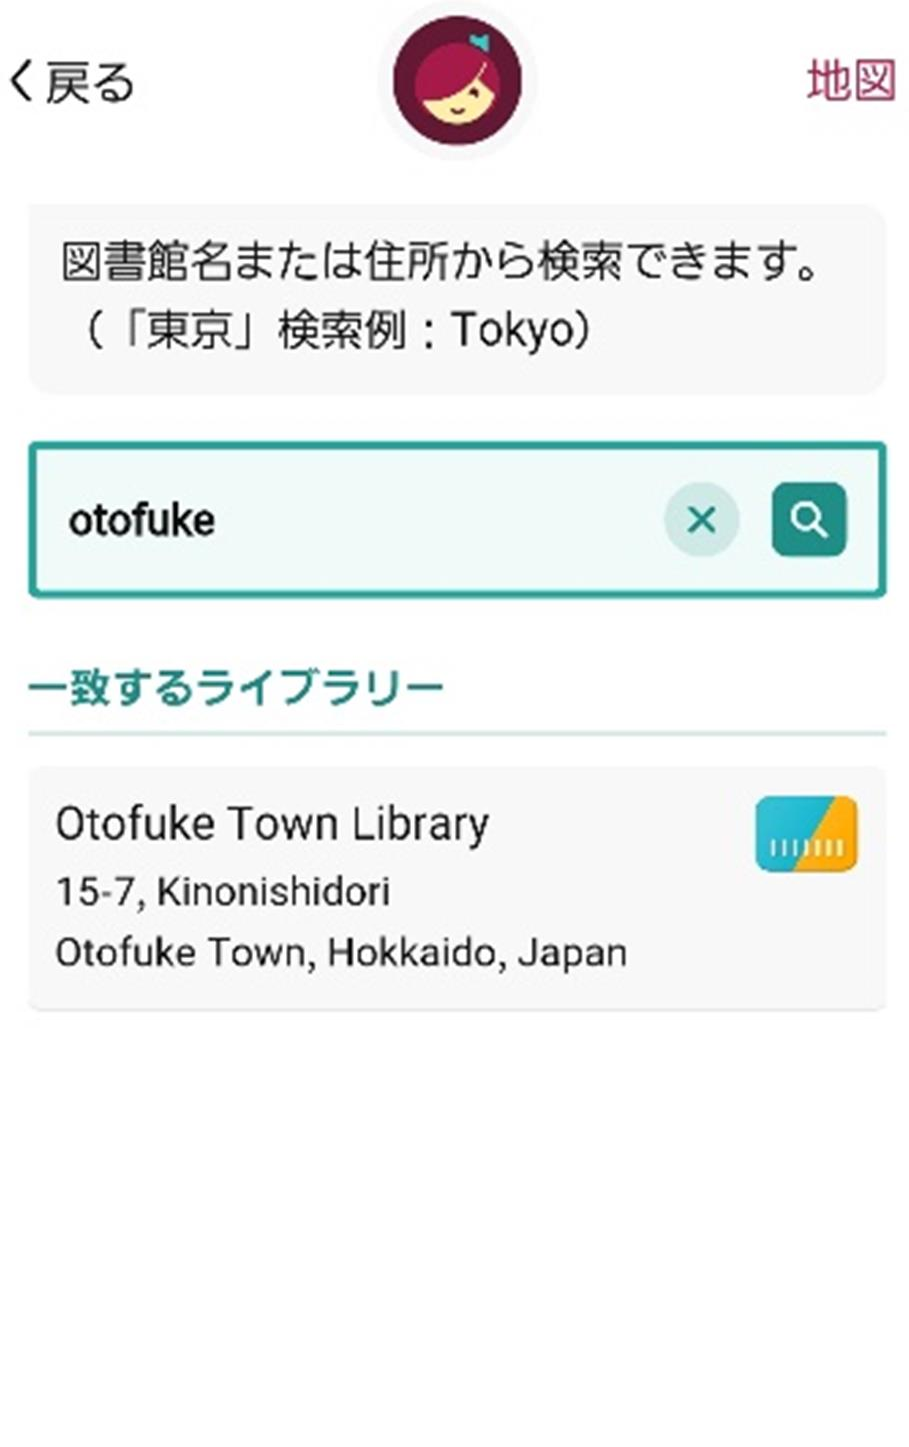 戻る
地図
図書館名または住所から検索できます。
(「東京」検索例:Tokyo)
otofuke
一致するライブラリー
Otofuke Town Library
15-7, Kinonishidori
Otofuke Town, Hokkaido, Japan